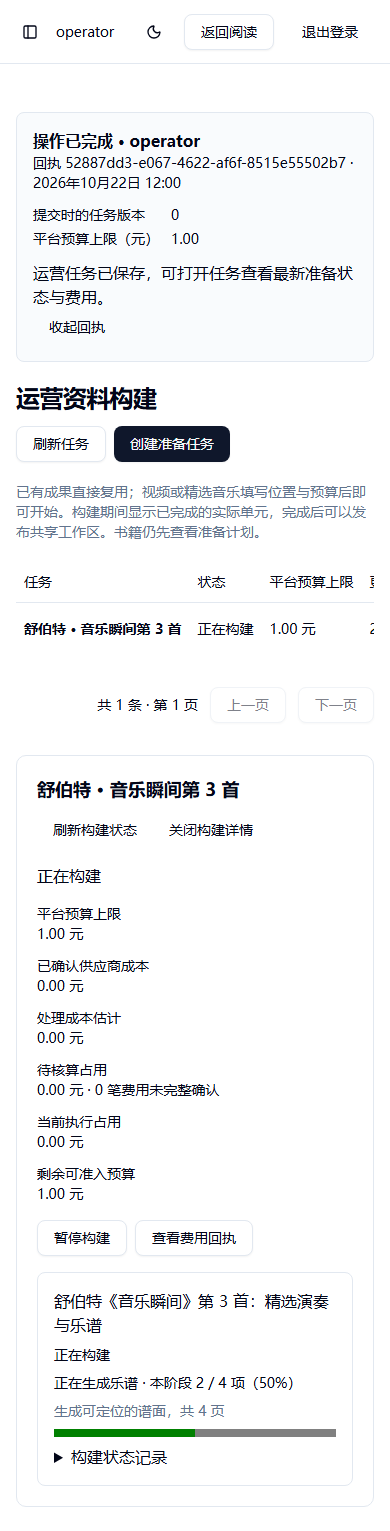 operator
返回阅读
退出登录
操作已完成 • operator
回执 52887dd3-e067-4622-af6f-8515e55502b7 ·
2026年10月22日 12:00
提交时的任务版本 0
平台预算上限（元） 1.00
运营任务已保存，可打开任务查看最新准备状
态与费用。
收起回执
运营资料构建
刷新任务
创建准备任务
已有成果直接复用；视频或精选音乐填写位置与预算后即
可开始。构建期间显示已完成的实际单元，完成后可以发
布共享工作区。书籍仍先查看准备计划。
任务 状态 平台预算上限
舒伯特 • 音乐瞬间第 3 首 正在构建 1.00 元 2
共 1 条 · 第 1 页 上一页 下一页
舒伯特 • 音乐瞬间第 3 首
刷新构建状态 关闭构建详情
正在构建
平台预算上限
1.00 元
已确认供应商成本
0.00 元
处理成本估计
0.00 元
待核算占用
0.00 元 · 0 笔费用未完整确认
当前执行占用
0.00 元
剩余可准入预算
1.00 元
暂停构建 查看费用回执
舒伯特《音乐瞬间》第 3 首：精选演奏
与乐谱
正在构建
正在生成乐谱 · 本阶段 2 / 4 项（50%）
生成可定位的谱面，共 4 页
▶ 构建状态记录